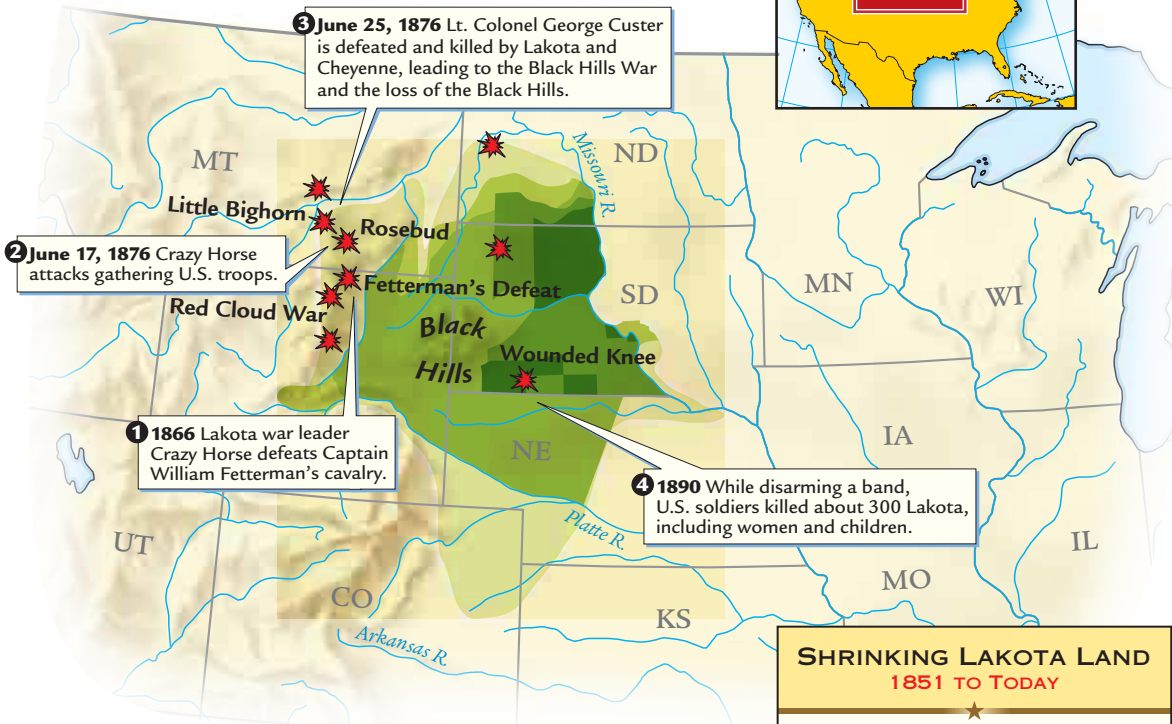 3 June 25, 1876 Lt. Colonel George Custer
is defeated and killed by Lakota and
Cheyenne, leading to the Black Hills War
and the loss of the Black Hills.
MT
ND
Missouri R.
Little Bighorn
Rosebud
2 June 17, 1876 Crazy Horse
attacks gathering U.S. troops.
Fetterman's Defeat
SD
MN
WI
Red Cloud War
Black
Hills
Wounded Knee
1 1866 Lakota war leader
Crazy Horse defeats Captain
William Fetterman's cavalry.
NE
IA
4 1890 While disarming a band,
U.S. soldiers killed about 300 Lakota,
including women and children.
UT
Platte R.
IL
CO
MO
KS
Arkansas R.
SHRINKING LAKOTA LAND
1851 TO TODAY